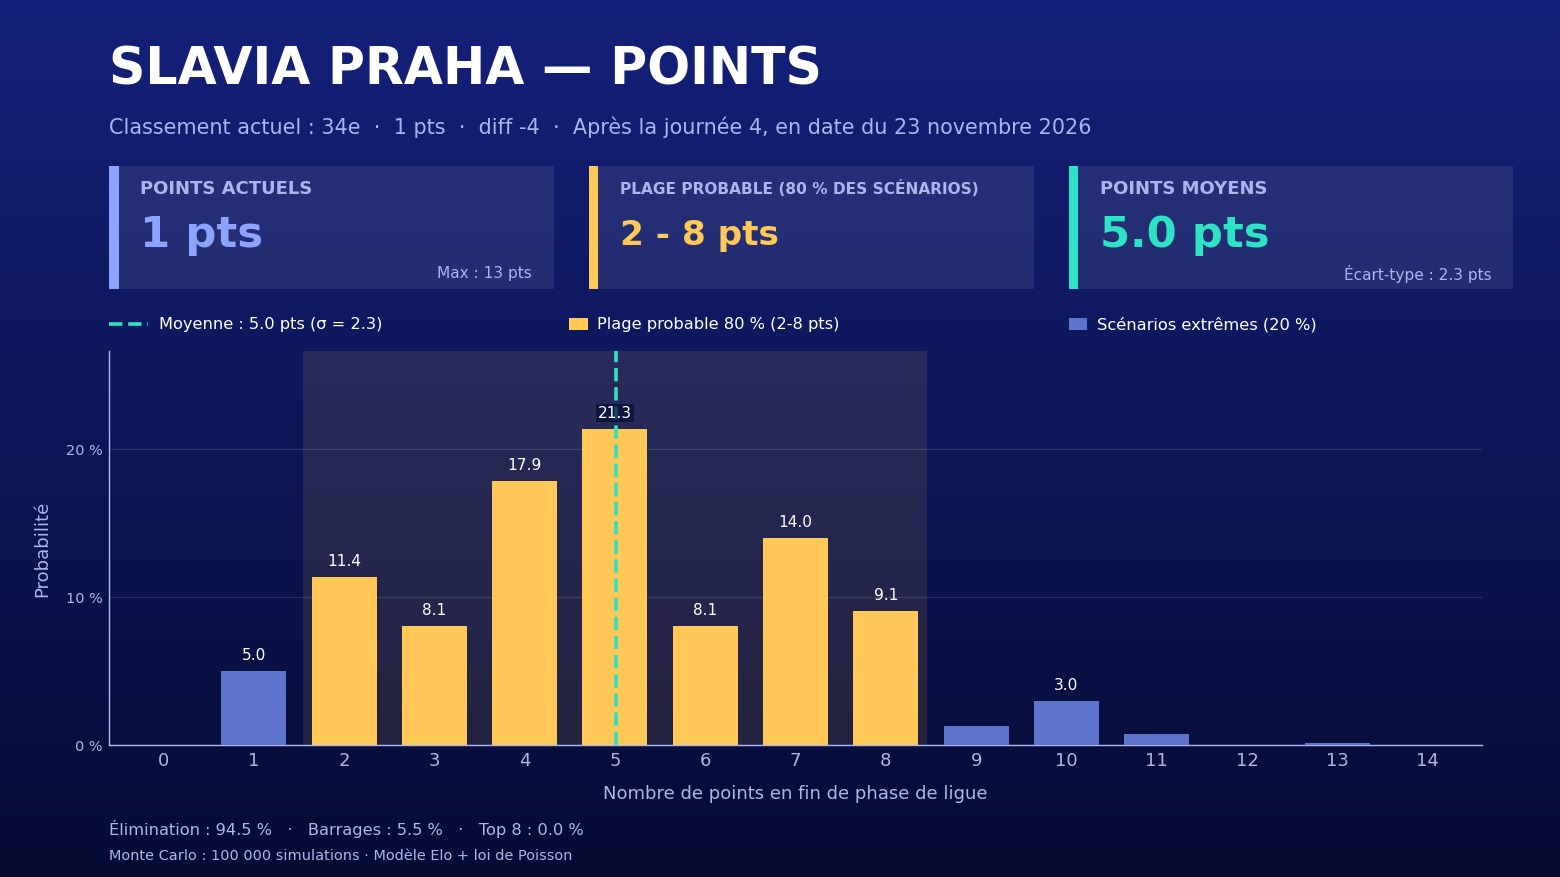 SLAVIA PRAHA — POINTS
Classement actuel : 34e · 1 pts · diff -4 · Après la journée 4, en date du 23 novembre 2026
POINTS ACTUELS
1 pts
Max : 13 pts
PLAGE PROBABLE (80 % DES SCÉNARIOS)
2 - 8 pts
POINTS MOYENS
5.0 pts
Écart-type : 2.3 pts
Moyenne : 5.0 pts (σ = 2.3)
Plage probable 80 % (2-8 pts)
Scénarios extrêmes (20 %)
Probabilité
20 %
10 %
0 %
5.0
11.4
8.1
17.9
21.3
8.1
14.0
9.1
3.0
0 1 2 3 4 5 6 7 8 9 10 11 12 13 14
Nombre de points en fin de phase de ligue
Élimination : 94.5 % · Barrages : 5.5 % · Top 8 : 0.0 %
Monte Carlo : 100 000 simulations · Modèle Elo + loi de Poisson